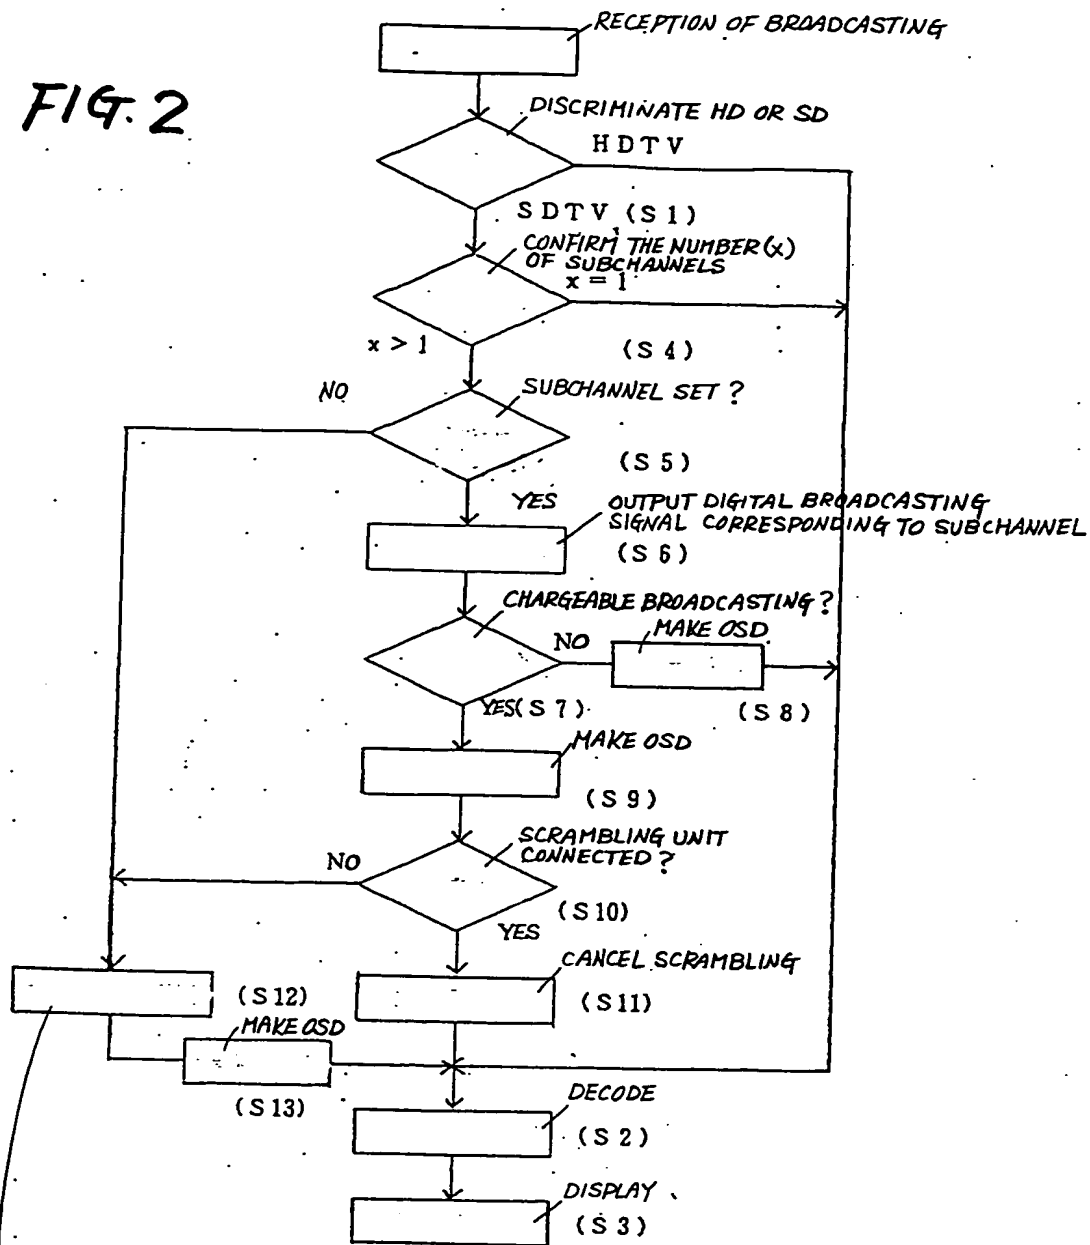 RECEPTION OF BROADCASTING
FIG. 2
DISCRIMINATE HD OR SD
HDTV
SDTV (S1)
CONFIRM THE NUMBER (x)
OF SUBCHANNELS
x = 1
x > 1
(S4)
NO
SUBCHANNEL SET?
(S5)
YES
OUTPUT DIGITAL BROADCASTING
SIGNAL CORRESPONDING TO SUBCHANNEL
(S6)
CHARGEABLE BROADCASTING?
NO
MAKE OSD
YES (S7)
(S8)
MAKE OSD
(S9)
SCRAMBLING UNIT
CONNECTED?
NO
(S10)
YES
CANCEL SCRAMBLING
(S11)
(S12)
MAKE OSD
(S13)
DECODE
(S2)
DISPLAY
(S3)